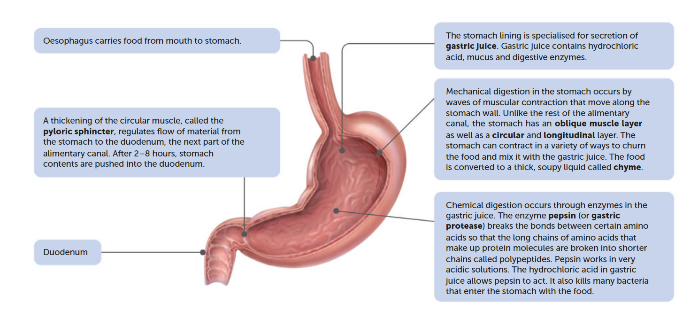 Oesophagus carries food from mouth to stomach.
A thickening of the circular muscle, called the
pyloric sphincter, regulates flow of material from
the stomach to the duodenum, the next part of the
alimentary canal. After 2–8 hours, stomach
contents are pushed into the duodenum.
Duodenum
The stomach lining is specialised for secretion of
gastric juice. Gastric juice contains hydrochloric
acid, mucus and digestive enzymes.
Mechanical digestion in the stomach occurs by
waves of muscular contraction that move along the
stomach wall. Unlike the rest of the alimentary
canal, the stomach has an oblique muscle layer
as well as a circular and longitudinal layer. The
stomach can contract in a variety of ways to churn
the food and mix it with the gastric juice. The food
is converted to a thick, soupy liquid called chyme.
Chemical digestion occurs through enzymes in the
gastric juice. The enzyme pepsin (or gastric
protease) breaks the bonds between certain amino
acids so that the long chains of amino acids that
make up protein molecules are broken into shorter
chains called polypeptides. Pepsin works in very
acidic solutions. The hydrochloric acid in gastric
juice allows pepsin to act. It also kills many bacteria
that enter the stomach with the food.